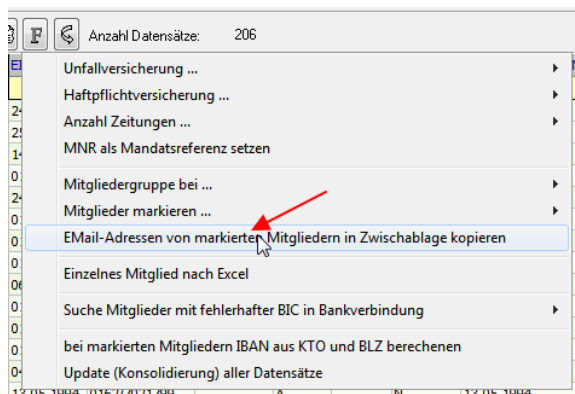 F Anzahl Datensätze: 206
Unfallversicherung ...
Haftpflichtversicherung ...
Anzahl Zeitungen ...
MNR als Mandatsreferenz setzen
Mitgliedergruppe bei ...
Mitglieder markieren ...
EMail-Adressen von markierten Mitgliedern in Zwischablage kopieren
Einzelnes Mitglied nach Excel
Suche Mitglieder mit fehlerhafter BIC in Bankverbindung
bei markierten Mitgliedern IBAN aus KTO und BLZ berechenen
Update (Konsolidierung) aller Datensätze